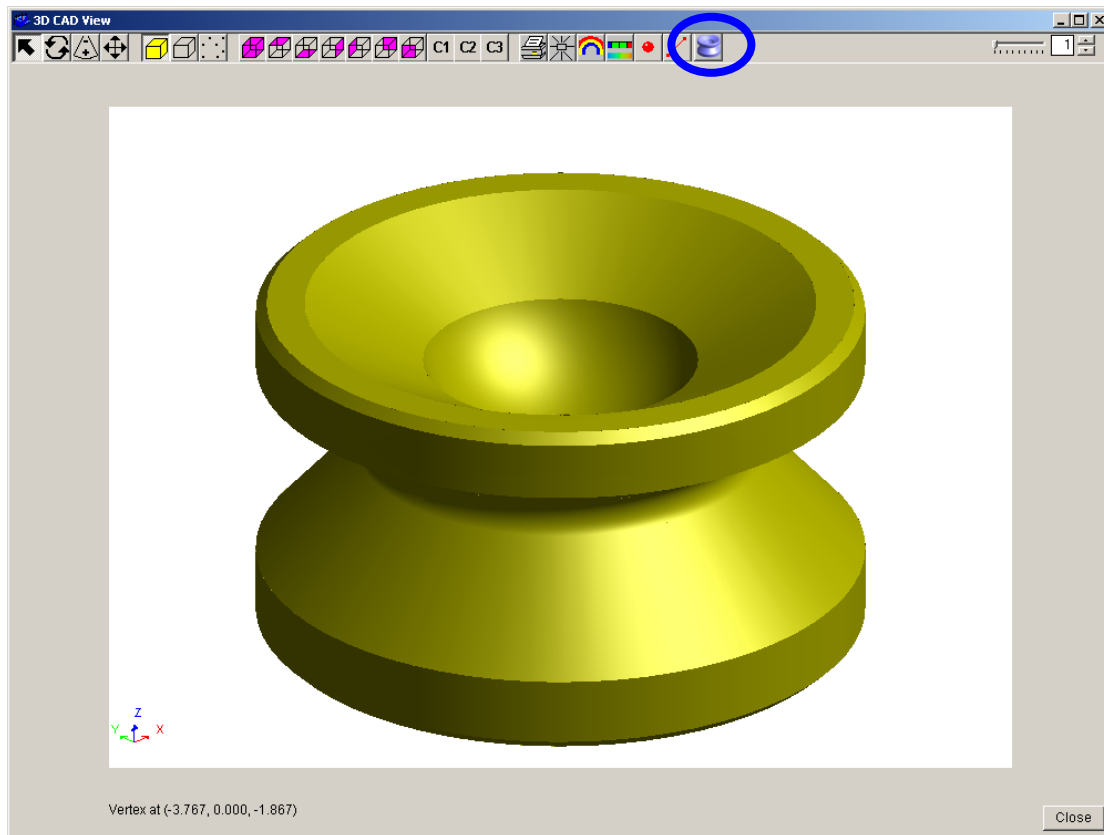 3D CAD View
C1 C2 C3
1
Z
Y X
Vertex at (-3.767, 0.000, -1.867)
Close